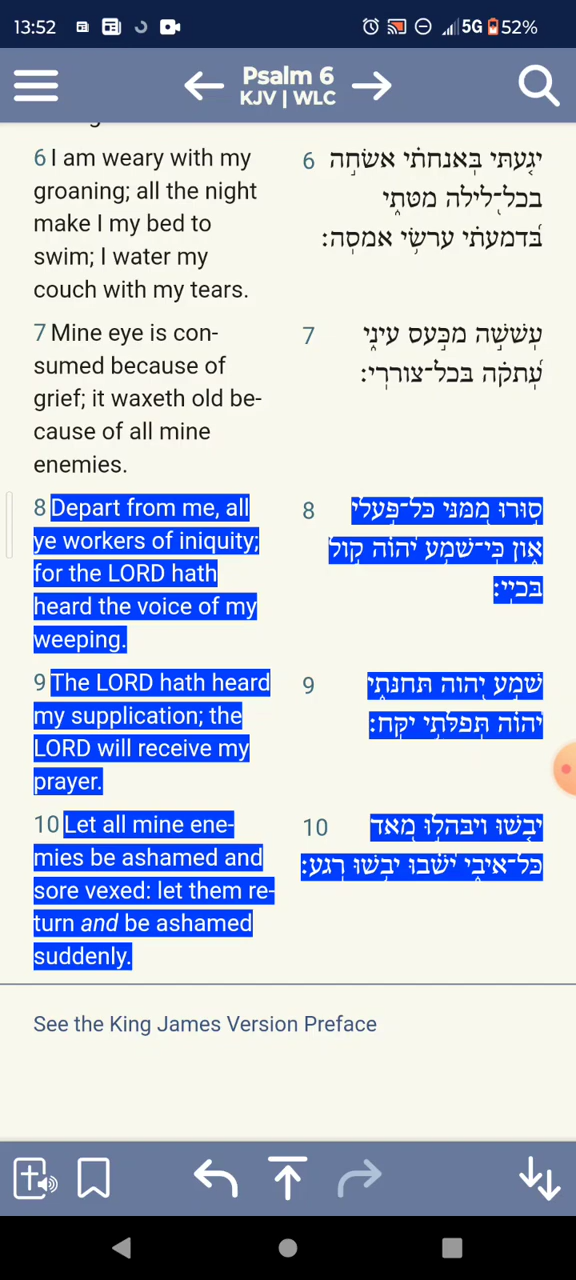 13:52
5G 52%
Psalm 6
KJV | WLC
6 I am weary with my
groaning; all the night
make I my bed to
swim; I water my
couch with my tears.
6 יָגַ֤עְתִּי בְּֽאַנְחָתִ֗י אַשְׂחֶ֣ה
בְכָל־לַ֭יְלָה מִטָּתִ֑י
בְּ֝דִמְעָתִ֗י עַרְשִׂ֥י אַמְסֶֽה׃
7 Mine eye is con-
sumed because of
grief; it waxeth old be-
cause of all mine
enemies.
7 עָֽשְׁשָׁ֣ה מִכַּ֣עַס עֵינִ֑י
עָֽ֝תְקָ֗ה בְּכָל־צוֹרְרָֽי׃
8 Depart from me, all
ye workers of iniquity;
for the LORD hath
heard the voice of my
weeping.
8 ס֣וּרוּ מִ֭מֶּנִּי כָּל־פֹּ֣עֲלֵי
אָ֑וֶן כִּֽי־שָׁמַ֥ע יְ֝הוָ֗ה ק֣וֹל
בִּכְיִֽי׃
9 The LORD hath heard
my supplication; the
LORD will receive my
prayer.
9 שָׁמַ֣ע יְ֭הוָה תְּחִנָּתִ֑י
יְ֝הוָ֗ה תְּֽפִלָּתִ֥י יִקָּֽח׃
10 Let all mine ene-
mies be ashamed and
sore vexed: let them re-
turn and be ashamed
suddenly.
10 יֵבֹ֤שׁוּ וְיִבָּהֲל֣וּ מְ֭אֹד
כָּל־אֹיְבָ֑י יָ֝שֻׁ֗בוּ יֵבֹ֥שׁוּ רָֽגַע׃
See the King James Version Preface